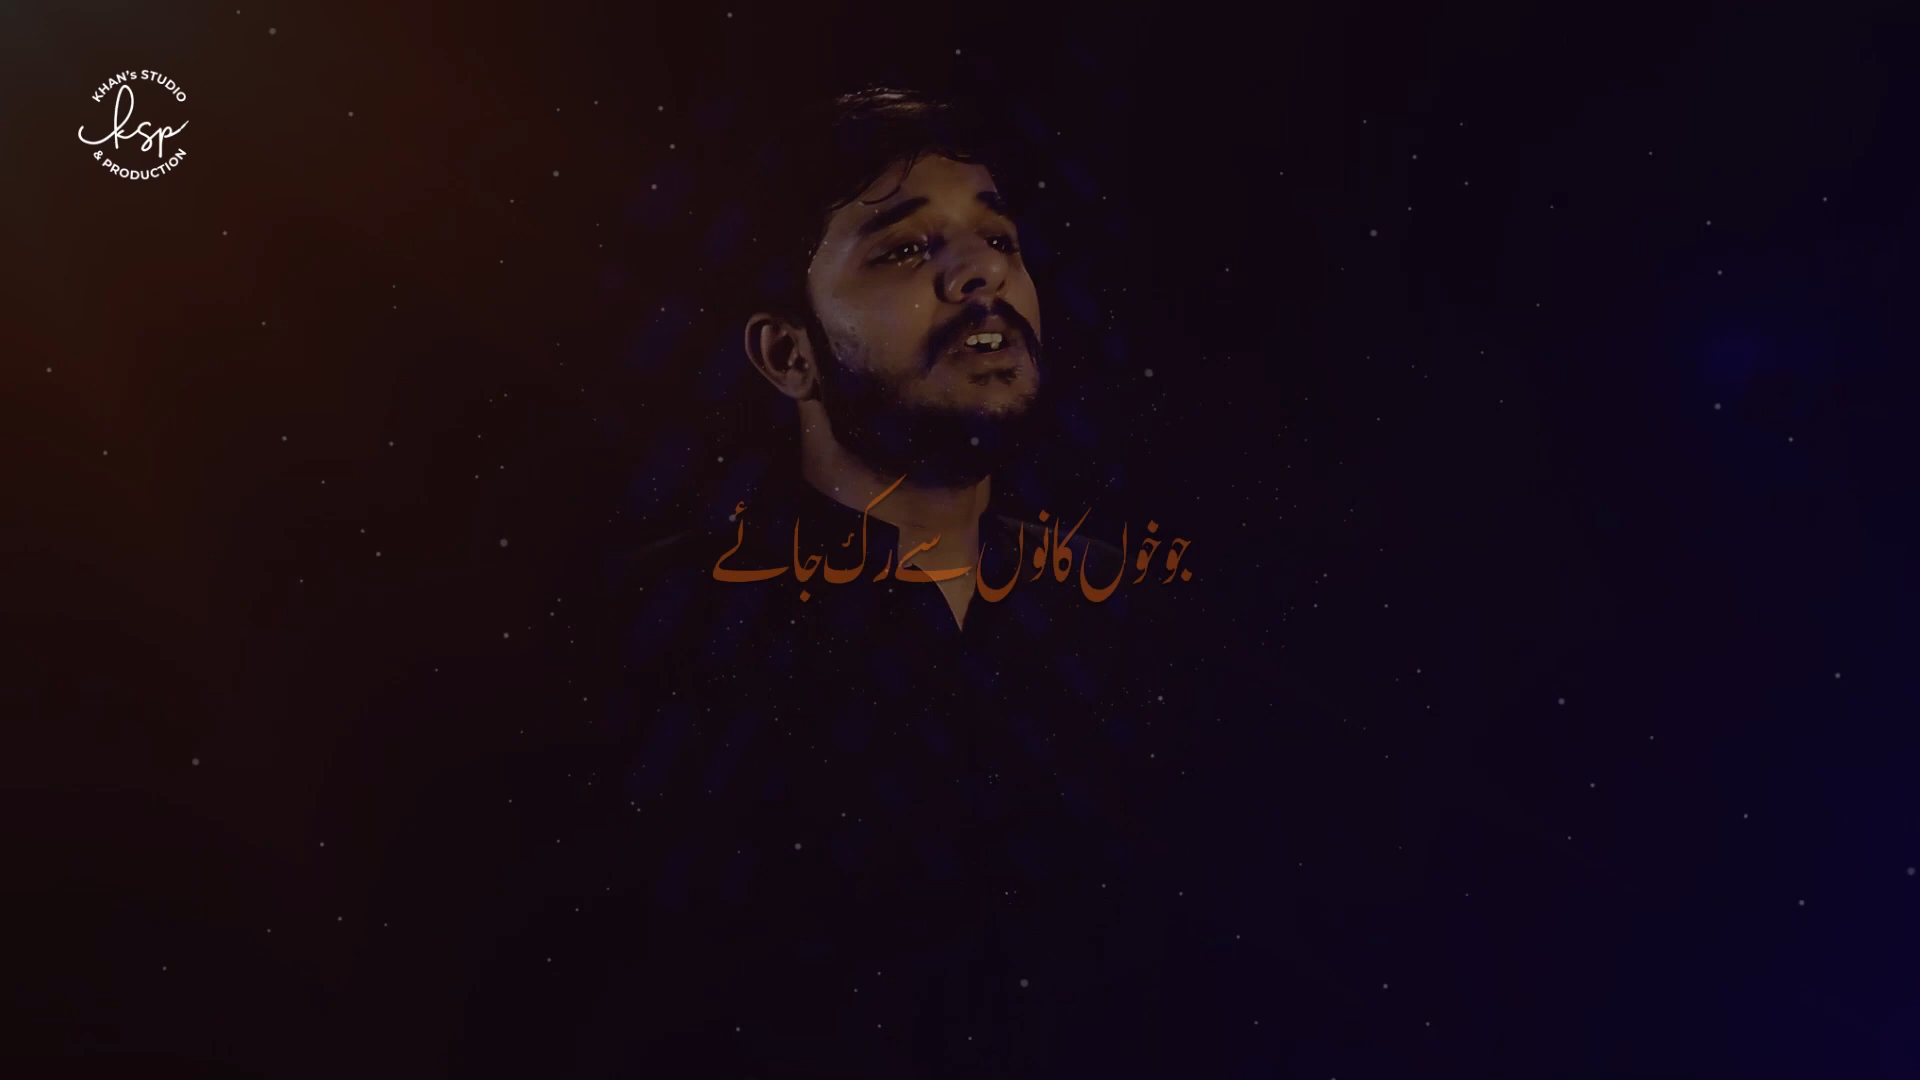 KHAN's STUDIO
ksp
& PRODUCTION
جو خوں کانوں سے رک جائے